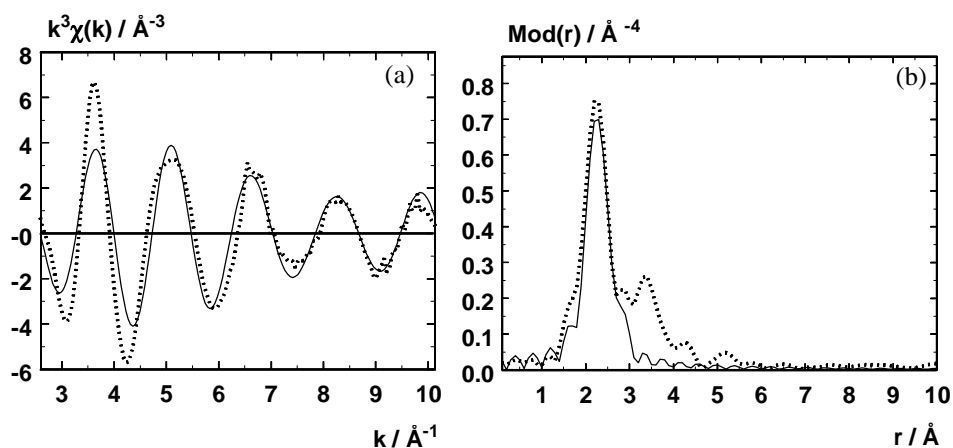 k³χ(k) / Å⁻³
(a)
8
6
4
2
-0
-2
-4
-6
3 4 5 6 7 8 9 10
k / Å⁻¹
Mod(r) / Å ⁻⁴
(b)
0.8
0.7
0.6
0.5
0.4
0.3
0.2
0.1
0.0
1 2 3 4 5 6 7 8 9 10
r / Å